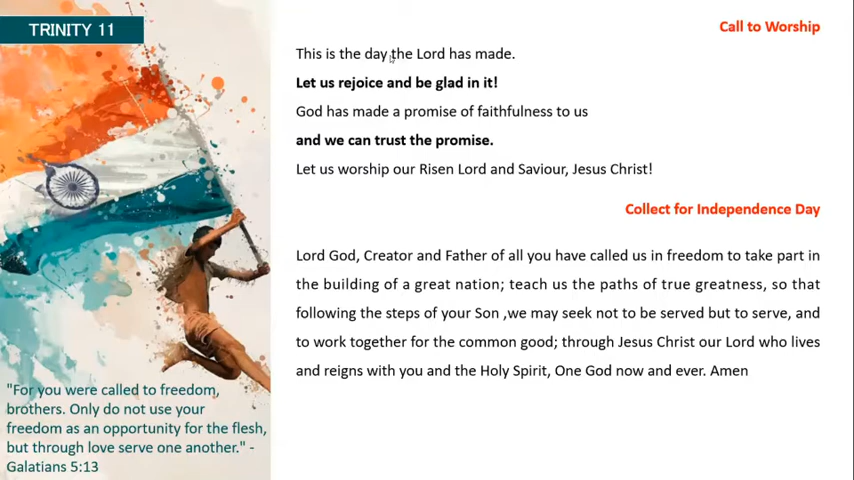 TRINITY 11
"For you were called to freedom,
brothers. Only do not use your
freedom as an opportunity for the flesh,
but through love serve one another." -
Galatians 5:13
Call to Worship
This is the day the Lord has made.
Let us rejoice and be glad in it!
God has made a promise of faithfulness to us
and we can trust the promise.
Let us worship our Risen Lord and Saviour, Jesus Christ!
Collect for Independence Day
Lord God, Creator and Father of all you have called us in freedom to take part in
the building of a great nation; teach us the paths of true greatness, so that
following the steps of your Son ,we may seek not to be served but to serve, and
to work together for the common good; through Jesus Christ our Lord who lives
and reigns with you and the Holy Spirit, One God now and ever. Amen